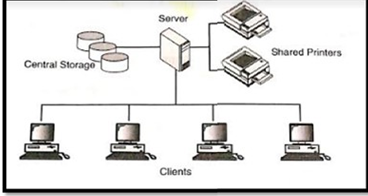 Server
Shared Printers
Central Storage
Clients